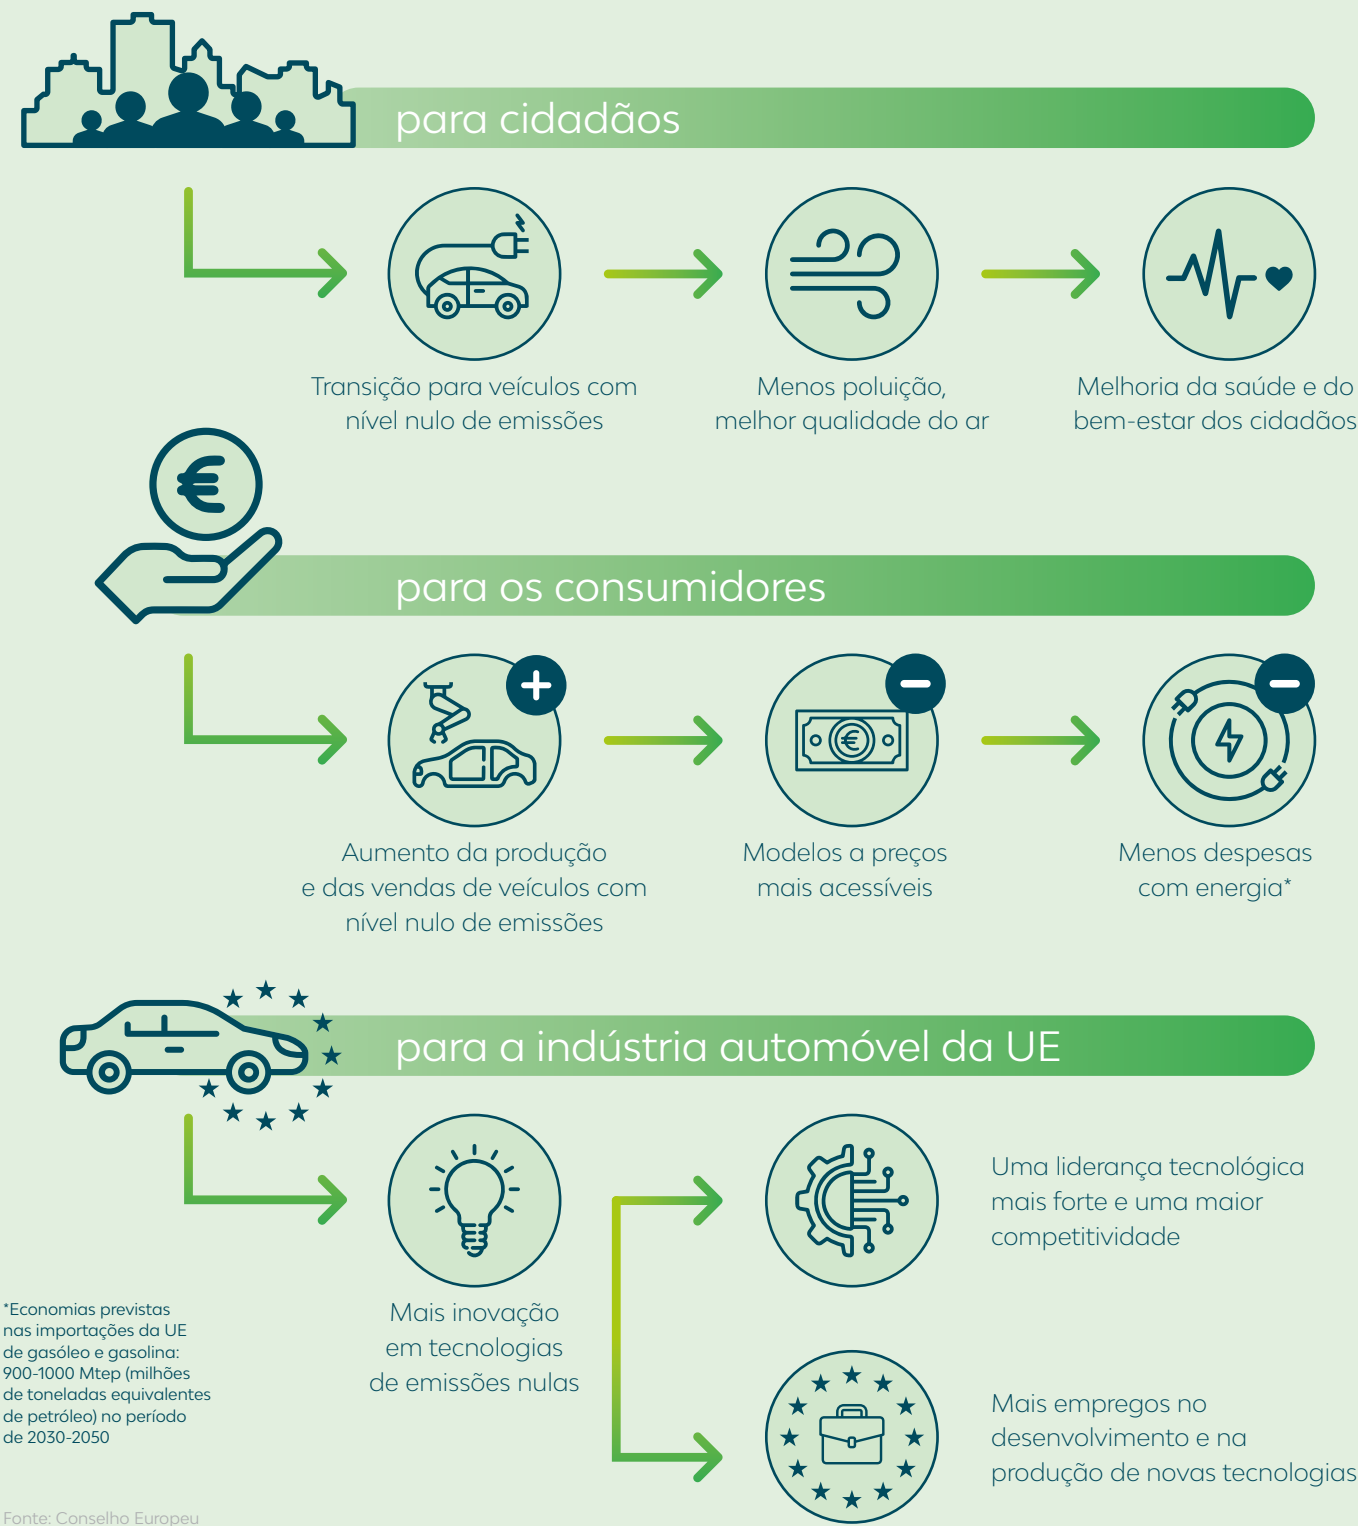 para cidadãos
Transição para veículos com
nível nulo de emissões
Menos poluição,
melhor qualidade do ar
Melhoria da saúde e do
bem-estar dos cidadãos
€
para os consumidores
Aumento da produção
e das vendas de veículos com
nível nulo de emissões
€
Modelos a preços
mais acessíveis
Menos despesas
com energia*
para a indústria automóvel da UE
Mais inovação
em tecnologias
de emissões nulas
Uma liderança tecnológica
mais forte e uma maior
competitividade
Mais empregos no
desenvolvimento e na
produção de novas tecnologias
*Economias previstas
nas importações da UE
de gasóleo e gasolina:
900-1000 Mtep (milhões
de toneladas equivalentes
de petróleo) no período
de 2030-2050
Fonte: Conselho Europeu